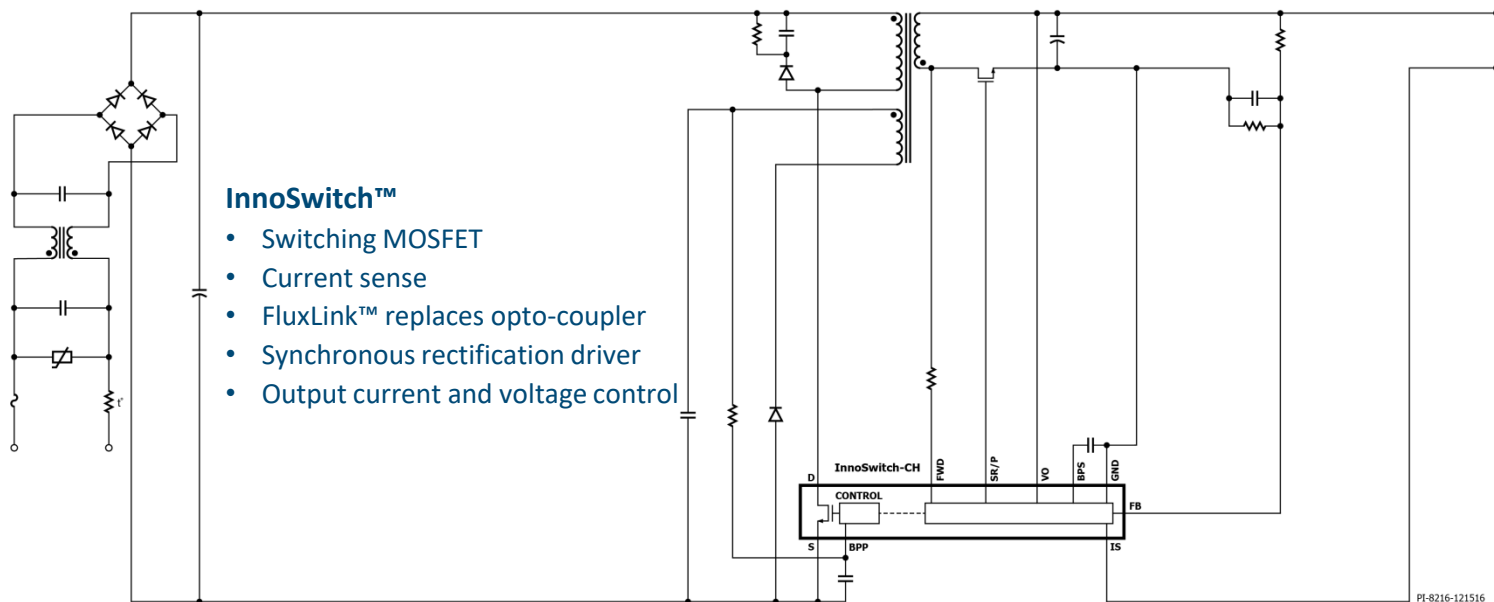 InnoSwitch™
• Switching MOSFET
• Current sense
• FluxLink™ replaces opto-coupler
• Synchronous rectification driver
• Output current and voltage control
t°
InnoSwitch-CH
D
FWD
SR/P
VO
BPS
GND
CONTROL
FB
S
BPP
IS
PI-8216-121516